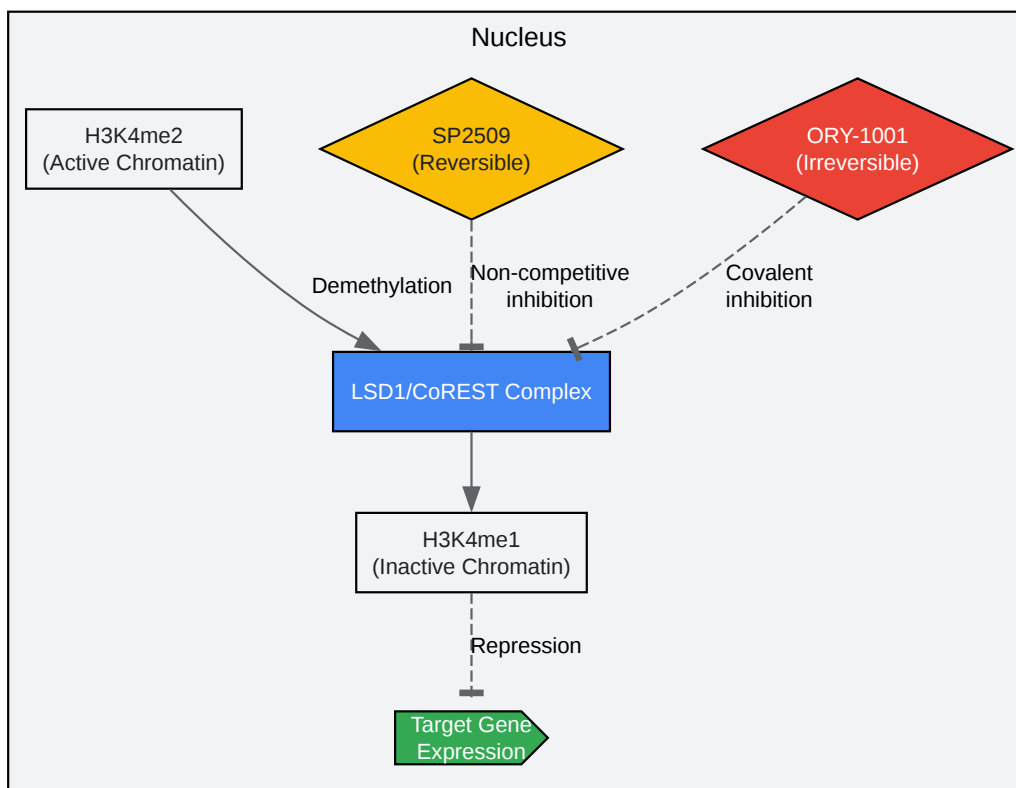 Nucleus
H3K4me2
(Active Chromatin)
SP2509
(Reversible)
ORY-1001
(Irreversible)
Demethylation
Non-competitive
inhibition
Covalent
inhibition
LSD1/CoREST Complex
H3K4me1
(Inactive Chromatin)
Repression
Target Gene
Expression